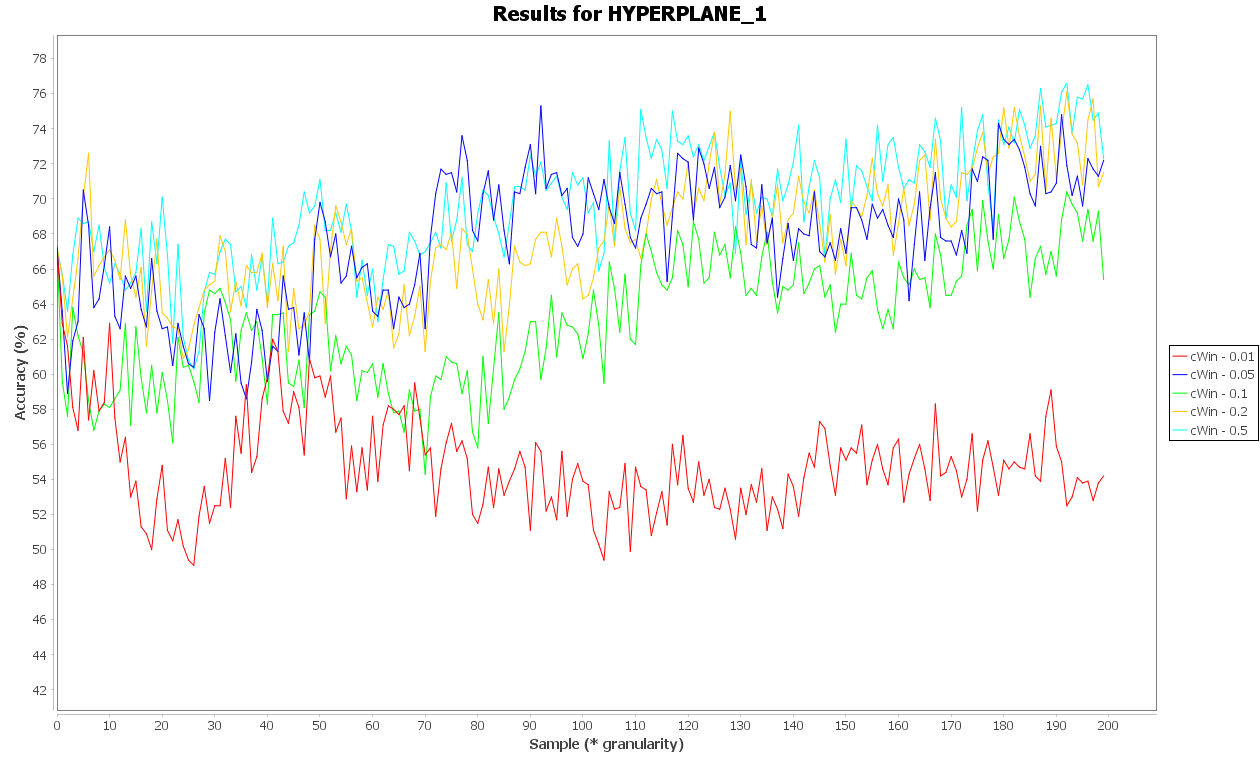 Results for HYPERPLANE_1
78
76
74
72
70
68
66
64
62
60
58
56
54
52
50
48
46
44
42
Accuracy (%)
0 10 20 30 40 50 60 70 80 90 100 110 120 130 140 150 160 170 180 190 200
Sample (* granularity)
cWin - 0.01
cWin - 0.05
cWin - 0.1
cWin - 0.2
cWin - 0.5